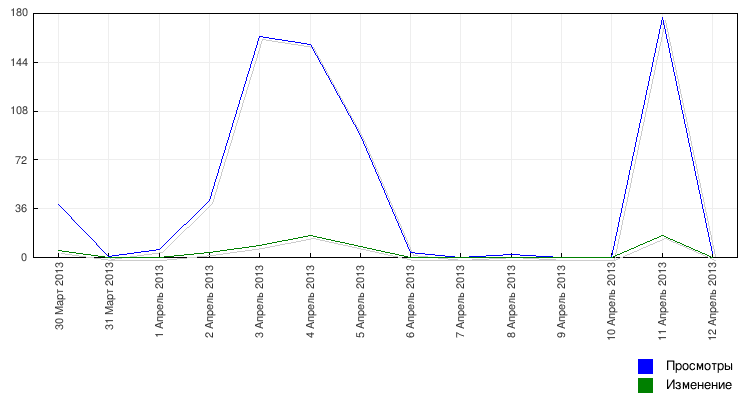 180
144
108
72
36
0
30 Март 2013
31 Март 2013
1 Апрель 2013
2 Апрель 2013
3 Апрель 2013
4 Апрель 2013
5 Апрель 2013
6 Апрель 2013
7 Апрель 2013
8 Апрель 2013
9 Апрель 2013
10 Апрель 2013
11 Апрель 2013
12 Апрель 2013
Просмотры
Изменение